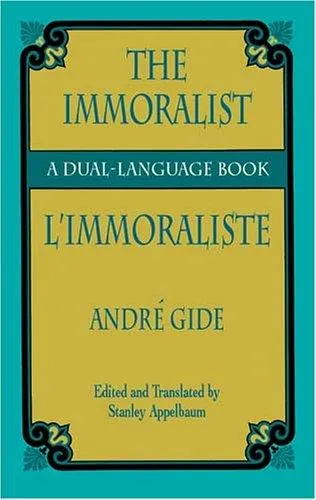 THE
IMMORALIST
A DUAL-LANGUAGE BOOK
L'IMMORALISTE
ANDRÉ GIDE
Edited and Translated by
Stanley Appelbaum